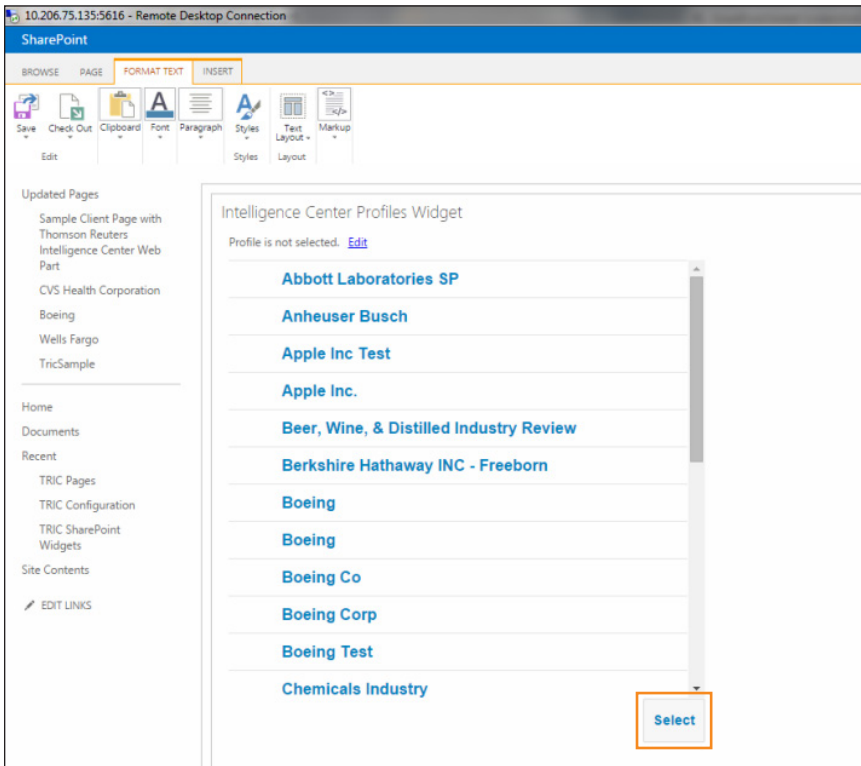 10.206.75.135:5616 - Remote Desktop Connection
SharePoint
BROWSE PAGE FORMAT TEXT INSERT
Save Check Out Clipboard Font Paragraph Styles Text Layout Markup
Edit Styles Layout
Updated Pages
Sample Client Page with
Thomson Reuters
Intelligence Center Web
Part
CVS Health Corporation
Boeing
Wells Fargo
TricSample
Home
Documents
Recent
TRIC Pages
TRIC Configuration
TRIC SharePoint
Widgets
Site Contents
EDIT LINKS
Intelligence Center Profiles Widget
Profile is not selected. Edit
Abbott Laboratories SP
Anheuser Busch
Apple Inc Test
Apple Inc.
Beer, Wine, & Distilled Industry Review
Berkshire Hathaway INC - Freeborn
Boeing
Boeing
Boeing Co
Boeing Corp
Boeing Test
Chemicals Industry
Select